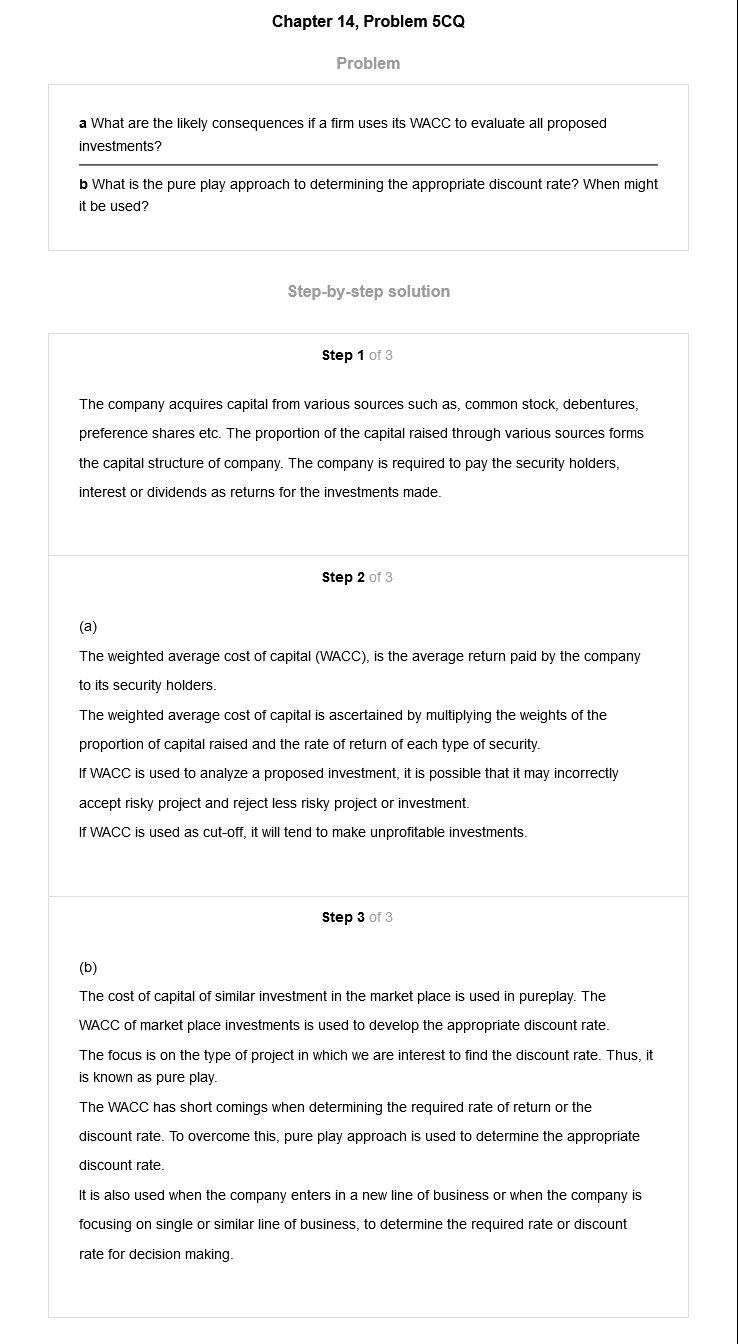 Chapter 14, Problem 5CQ
Problem
a What are the likely consequences if a firm uses its WACC to evaluate all proposed
investments?
b What is the pure play approach to determining the appropriate discount rate? When might
it be used?
Step-by-step solution
Step 1 of 3
The company acquires capital from various sources such as, common stock, debentures,
preference shares etc. The proportion of the capital raised through various sources forms
the capital structure of company. The company is required to pay the security holders,
interest or dividends as returns for the investments made.
Step 2 of 3
(a)
The weighted average cost of capital (WACC), is the average return paid by the company
to its security holders.
The weighted average cost of capital is ascertained by multiplying the weights of the
proportion of capital raised and the rate of return of each type of security.
If WACC is used to analyze a proposed investment, it is possible that it may incorrectly
accept risky project and reject less risky project or investment.
If WACC is used as cut-off, it will tend to make unprofitable investments.
Step 3 of 3
(b)
The cost of capital of similar investment in the market place is used in pureplay. The
WACC of market place investments is used to develop the appropriate discount rate.
The focus is on the type of project in which we are interest to find the discount rate. Thus, it
is known as pure play.
The WACC has short comings when determining the required rate of return or the
discount rate. To overcome this, pure play approach is used to determine the appropriate
discount rate.
It is also used when the company enters in a new line of business or when the company is
focusing on single or similar line of business, to determine the required rate or discount
rate for decision making.